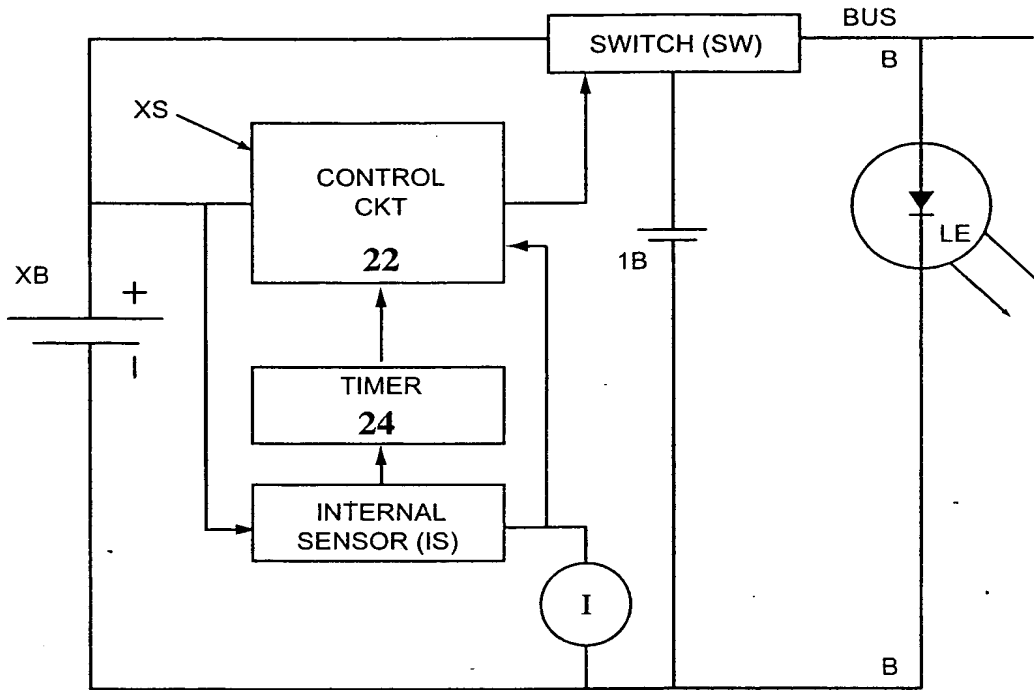 BUS
SWITCH (SW)
B
XS
CONTROL
CKT
22
LE
1B
XB
+
–
TIMER
24
INTERNAL
SENSOR (IS)
I
B